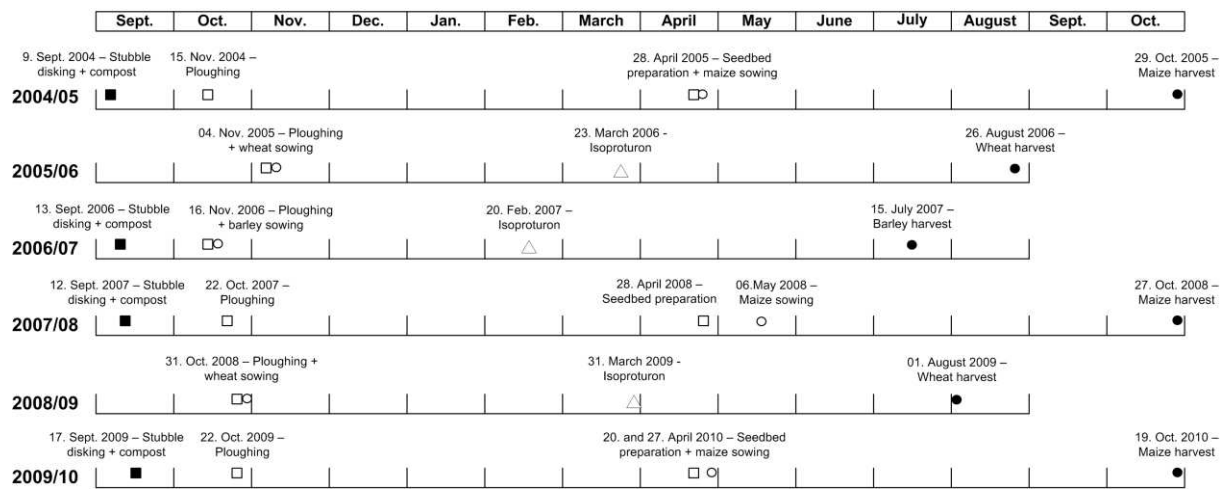 Sept. Oct. Nov. Dec. Jan. Feb. March April May June July August Sept. Oct.
9. Sept. 2004 – Stubble
disking + compost
15. Nov. 2004 –
Ploughing
28. April 2005 – Seedbed
preparation + maize sowing
29. Oct. 2005 –
Maize harvest
2004/05
04. Nov. 2005 – Ploughing
+ wheat sowing
23. March 2006 -
Isoproturon
26. August 2006 –
Wheat harvest
2005/06
13. Sept. 2006 – Stubble
disking + compost
16. Nov. 2006 – Ploughing
+ barley sowing
20. Feb. 2007 –
Isoproturon
15. July 2007 –
Barley harvest
2006/07
12. Sept. 2007 – Stubble
disking + compost
22. Oct. 2007 –
Ploughing
28. April 2008 –
Seedbed preparation
06.May 2008 –
Maize sowing
27. Oct. 2008 –
Maize harvest
2007/08
31. Oct. 2008 – Ploughing +
wheat sowing
31. March 2009 -
Isoproturon
01. August 2009 –
Wheat harvest
2008/09
17. Sept. 2009 – Stubble
disking + compost
22. Oct. 2009 –
Ploughing
20. and 27. April 2010 – Seedbed
preparation + maize sowing
19. Oct. 2010 –
Maize harvest
2009/10